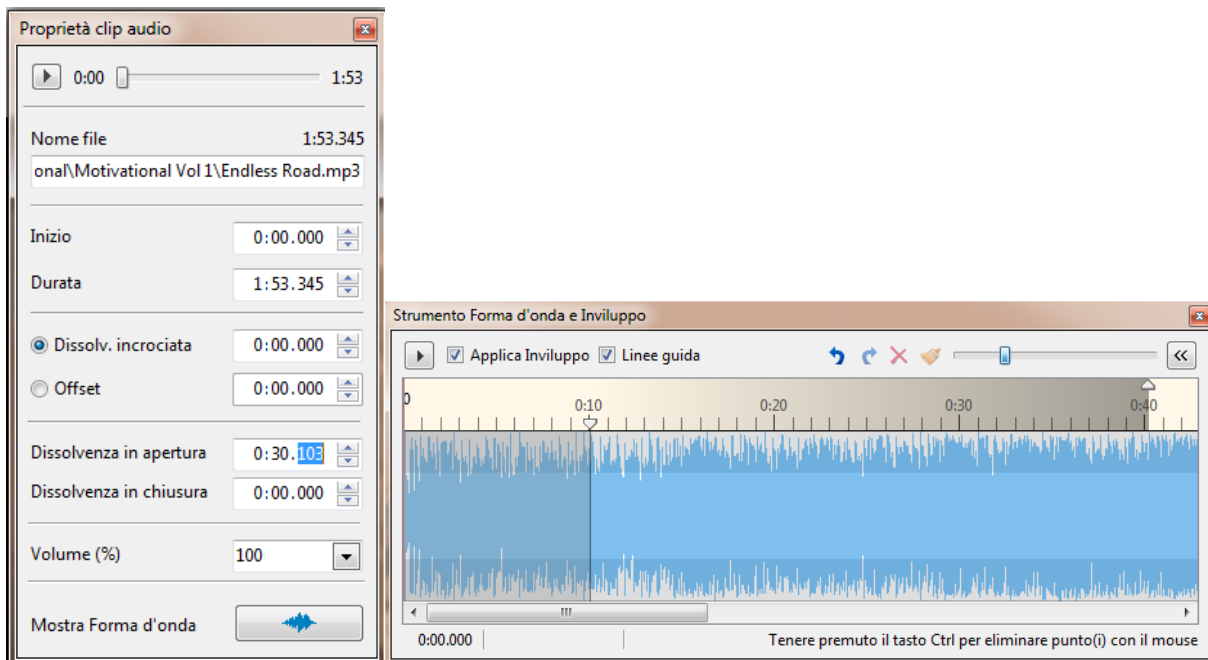 Proprietà clip audio
0:00 1:53
Nome file 1:53.345
onal\Motivational Vol 1\Endless Road.mp3
Inizio 0:00.000
Durata 1:53.345
Dissolv. incrociata 0:00.000
Offset 0:00.000
Dissolvenza in apertura 0:30.103
Dissolvenza in chiusura 0:00.000
Volume (%) 100
Mostra Forma d'onda
Strumento Forma d'onda e Inviluppo
Applica Inviluppo Linee guida
0 0:10 0:20 0:30 0:40
0:00.000 Tenere premuto il tasto Ctrl per eliminare punto(i) con il mouse